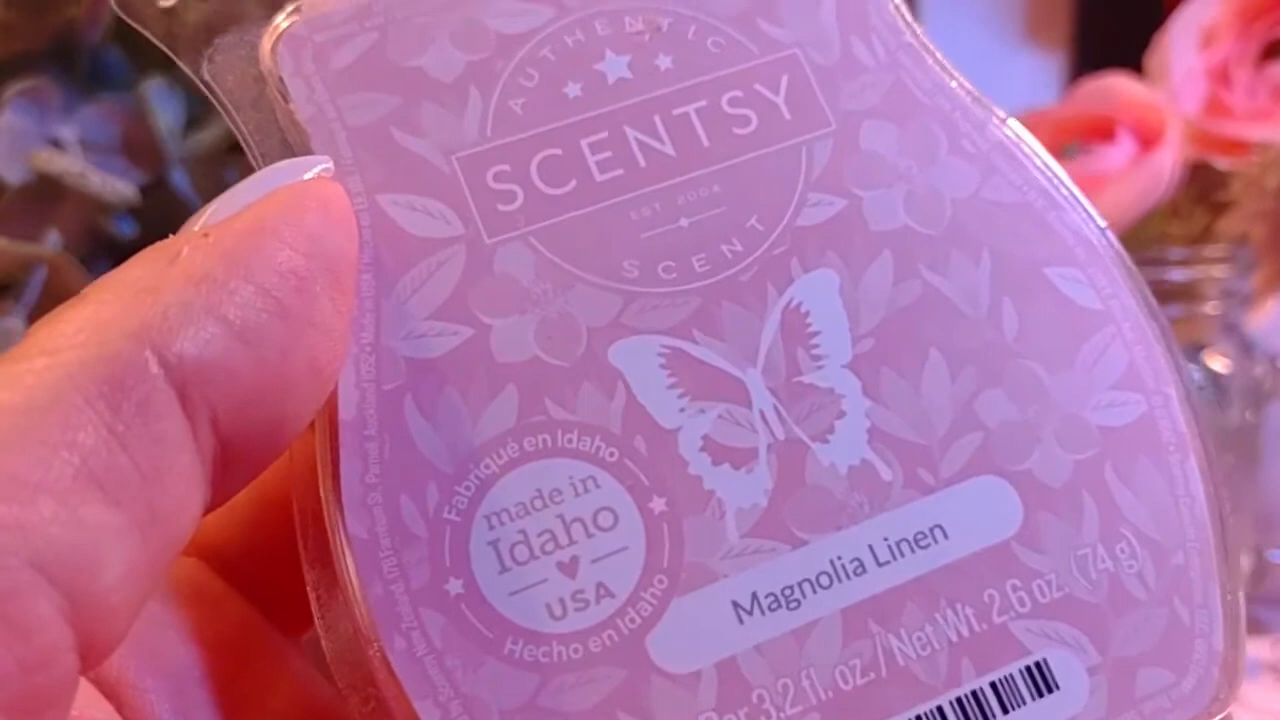 AUTHENTIC
SCENTSY
EST 2004
SCENT
Fabriqué en Idaho
made in
Idaho
USA
Hecho en Idaho
Magnolia Linen
Bar 3.2 fl. oz. / Net Wt. 2.6 oz. (74 g)